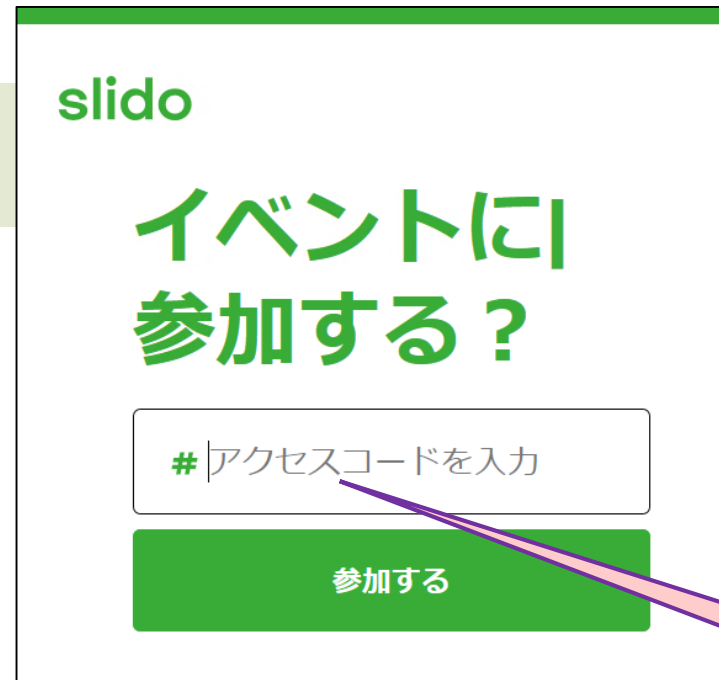 slido
イベントに|
参加する？
# アクセスコードを入力
参加する